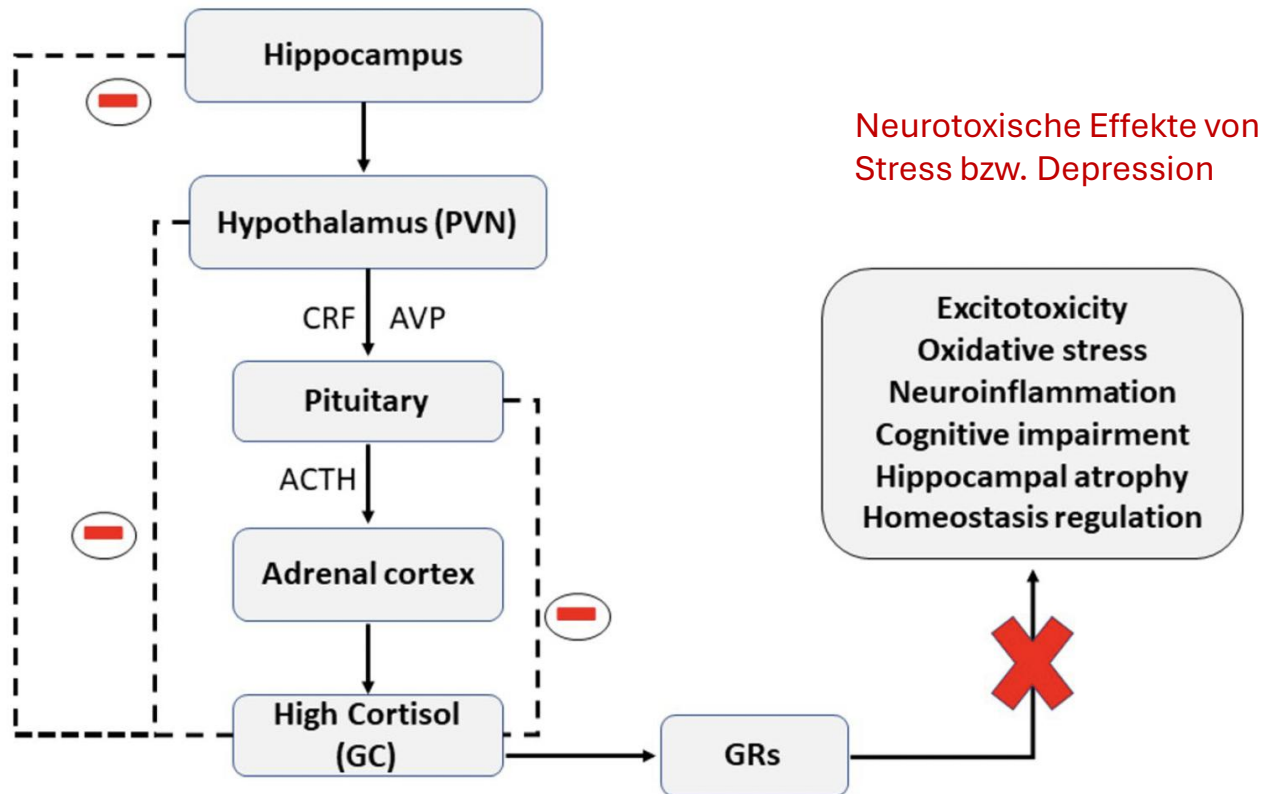 Hippocampus
Neurotoxische Effekte von
Stress bzw. Depression
Hypothalamus (PVN)
CRF AVP
Pituitary
ACTH
Adrenal cortex
High Cortisol
(GC)
GRs
Excitotoxicity
Oxidative stress
Neuroinflammation
Cognitive impairment
Hippocampal atrophy
Homeostasis regulation